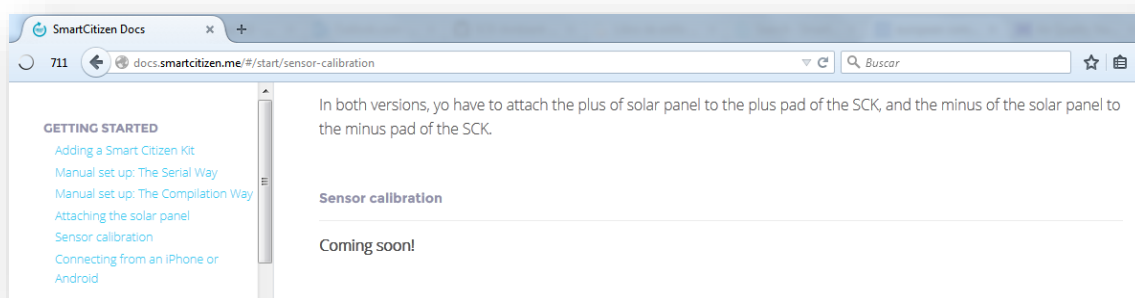 SmartCitizen Docs
711
docs.smartcitizen.me/#/start/sensor-calibration
Buscar
GETTING STARTED
Adding a Smart Citizen Kit
Manual set up: The Serial Way
Manual set up: The Compilation Way
Attaching the solar panel
Sensor calibration
Connecting from an iPhone or
Android
In both versions, yo have to attach the plus of solar panel to the plus pad of the SCK, and the minus of the solar panel to
the minus pad of the SCK.
Sensor calibration
Coming soon!